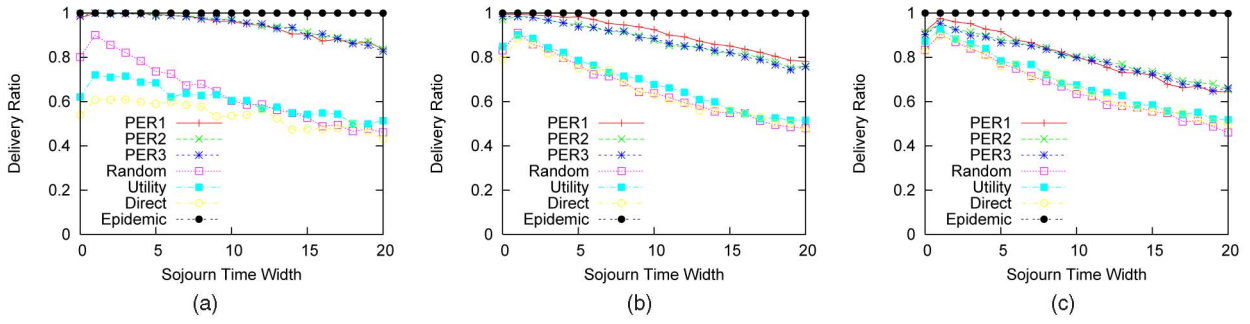 1
0.8
0.6
0.4
0.2
0
Delivery Ratio
PER1
PER2
PER3
Random
Utility
Direct
Epidemic
0 5 10 15 20
Sojourn Time Width
(a)
1
0.8
0.6
0.4
0.2
0
Delivery Ratio
PER1
PER2
PER3
Random
Utility
Direct
Epidemic
0 5 10 15 20
Sojourn Time Width
(b)
1
0.8
0.6
0.4
0.2
0
Delivery Ratio
PER1
PER2
PER3
Random
Utility
Direct
Epidemic
0 5 10 15 20
Sojourn Time Width
(c)